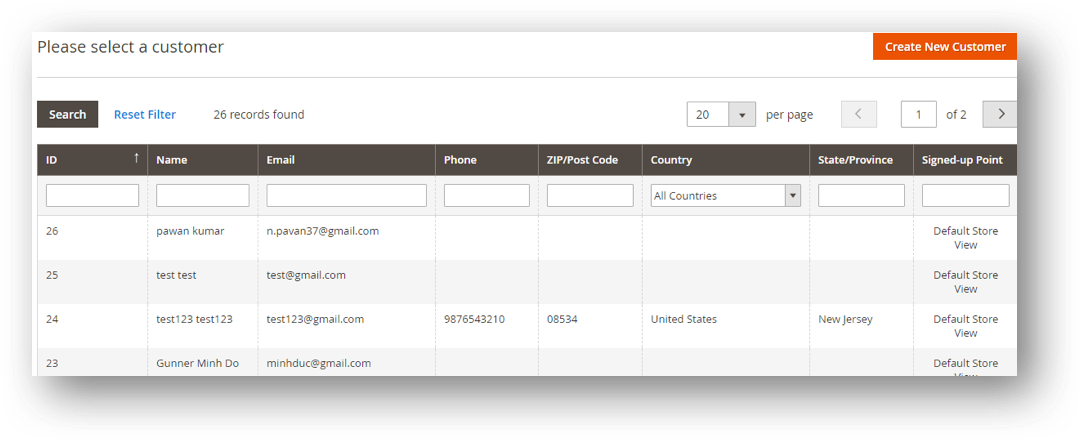 Please select a customer
Create New Customer
Search Reset Filter 26 records found 20 per page 1 of 2
ID Name Email Phone ZIP/Post Code Country State/Province Signed-up Point
All Countries
26 pawan kumar n.pavan37@gmail.com Default Store
View
25 test test test@gmail.com Default Store
View
24 test123 test123 test123@gmail.com 9876543210 08534 United States New Jersey Default Store
View
23 Gunner Minh Do minhduc@gmail.com Default Store
View